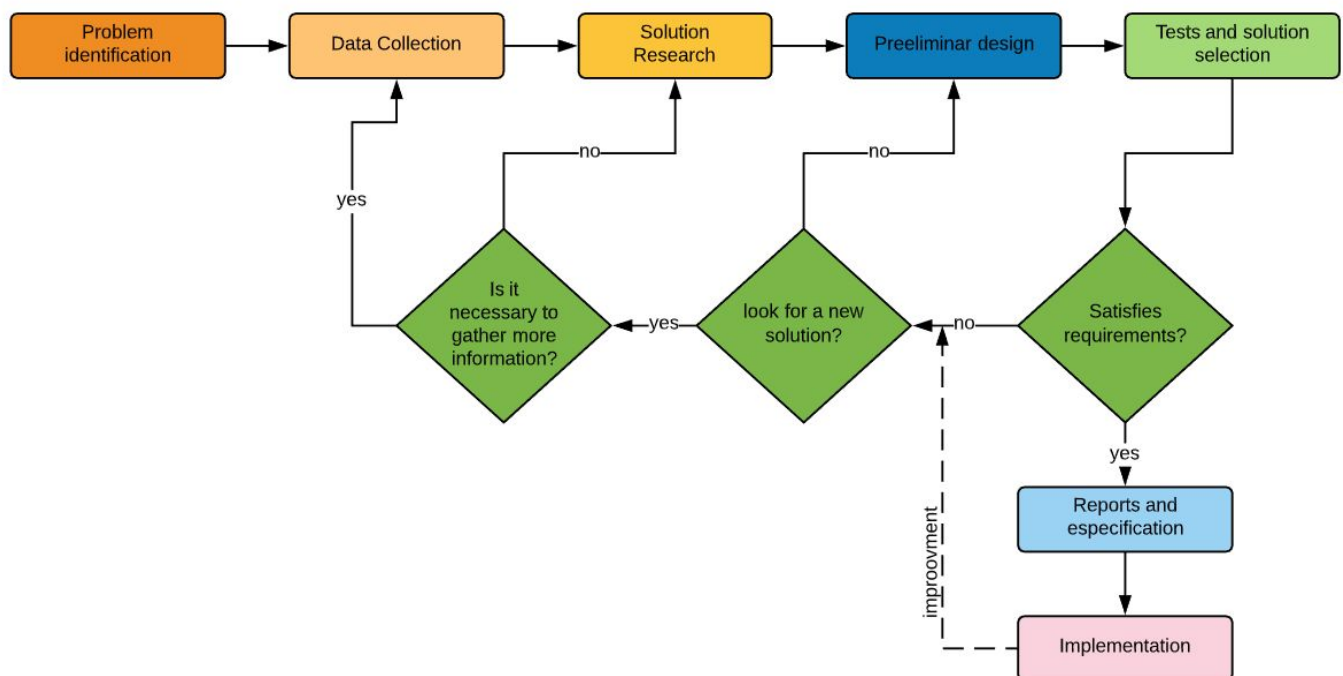 Problem
identification
Data Collection
Solution
Research
Preeliminar design
Tests and solution
selection
no
no
yes
Is it
necessary to
gather more
information?
yes
look for a new
solution?
no
Satisfies
requirements?
yes
Reports and
especification
improovment
Implementation